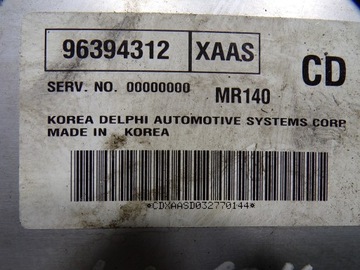 96394312 XAAS CD
SERV. NO. 00000000 MR140
KOREA DELPHI AUTOMOTIVE SYSTEMS CORP
MADE IN KOREA
*CDXAASD032770144*